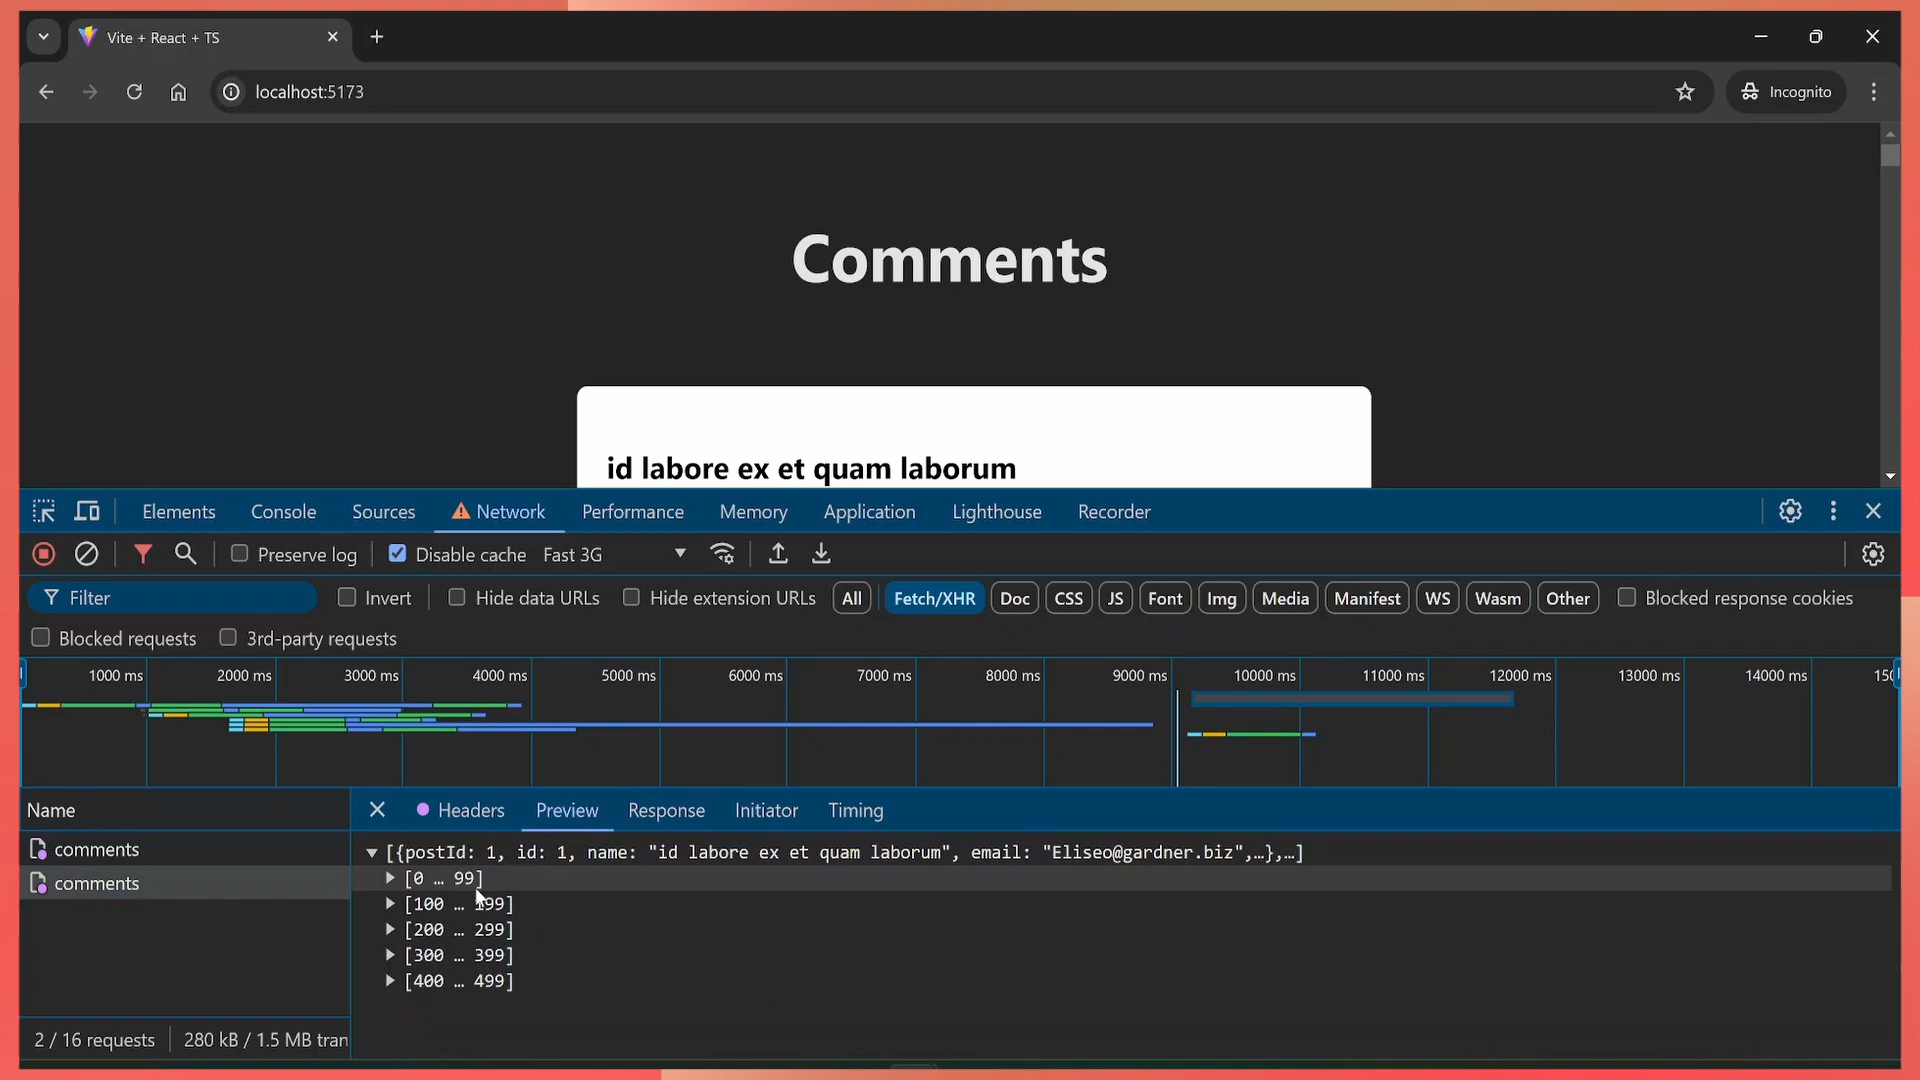 Vite + React + TS
localhost:5173
Incognito
Comments
id labore ex et quam laborum
Elements Console Sources Network Performance Memory Application Lighthouse Recorder
Preserve log Disable cache Fast 3G
Filter Invert Hide data URLs Hide extension URLs All Fetch/XHR Doc CSS JS Font Img Media Manifest WS Wasm Other Blocked response cookies
Blocked requests 3rd-party requests
1000 ms 2000 ms 3000 ms 4000 ms 5000 ms 6000 ms 7000 ms 8000 ms 9000 ms 10000 ms 11000 ms 12000 ms 13000 ms 14000 ms
Name Headers Preview Response Initiator Timing
comments
comments
[{postId: 1, id: 1, name: "id labore ex et quam laborum", email: "Eliseo@gardner.biz",…},…]
[0 … 99]
[100 … 199]
[200 … 299]
[300 … 399]
[400 … 499]
2 / 16 requests 280 kB / 1.5 MB tran